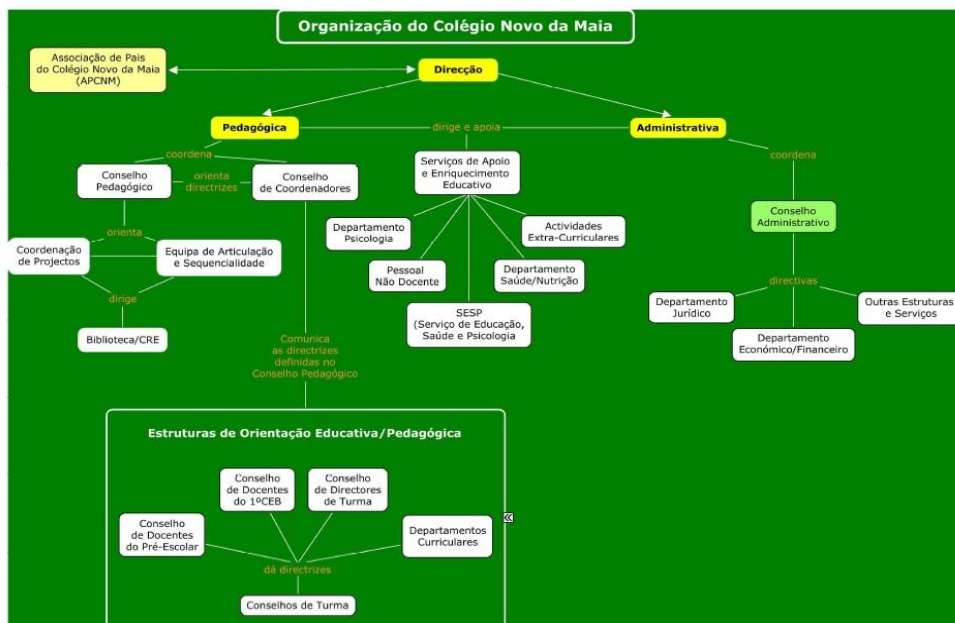 Organização do Colégio Novo da Maia
Associação de Pais
do Colégio Novo da Maia
(APCNM)
Direcção
Pedagógica
dirige e apoia
Administrativa
coordena
coordena
Conselho
Pedagógico
orienta
directrizes
Conselho
de Coordenadores
Serviços de Apoio
e Enriquecimento
Educativo
Conselho
Administrativo
orienta
Departamento
Psicologia
Actividades
Extra-Curriculares
Coordenação
de Projectos
Equipa de Articulação
e Sequencialidade
Pessoal
Não Docente
Departamento
Saúde/Nutrição
directivas
dirige
Departamento
Jurídico
Outras Estruturas
e Serviços
SESP
(Serviço de Educação,
Saúde e Psicologia)
Biblioteca/CRE
Departamento
Económico/Financeiro
Comunica
as directrizes
definidas no
Conselho Pedagógico
Estruturas de Orientação Educativa/Pedagógica
Conselho
de Docentes
do 1ºCEB
Conselho
de Directores
de Turma
Conselho
de Docentes
do Pré-Escolar
Departamentos
Curriculares
dá directrizes
Conselhos de Turma